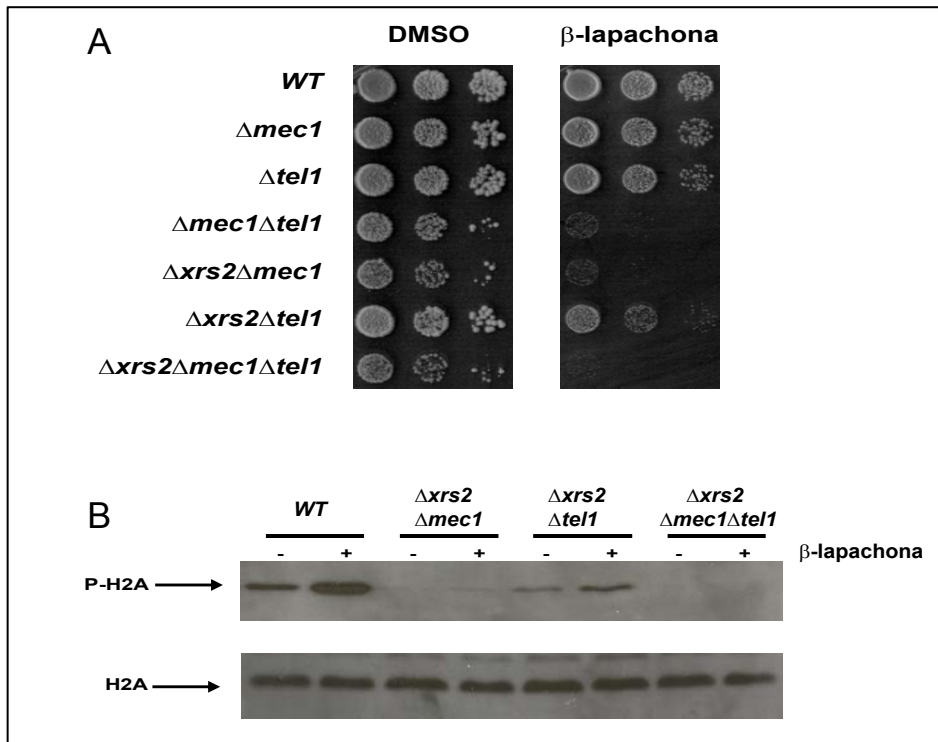 A
DMSO β-lapachona
WT
Δmec1
Δtel1
Δmec1Δtel1
Δxrs2Δmec1
Δxrs2Δtel1
Δxrs2Δmec1Δtel1
B
WT Δxrs2 Δmec1 Δxrs2 Δtel1 Δxrs2 Δmec1Δtel1
- + - + - + - + β-lapachona
P-H2A
H2A